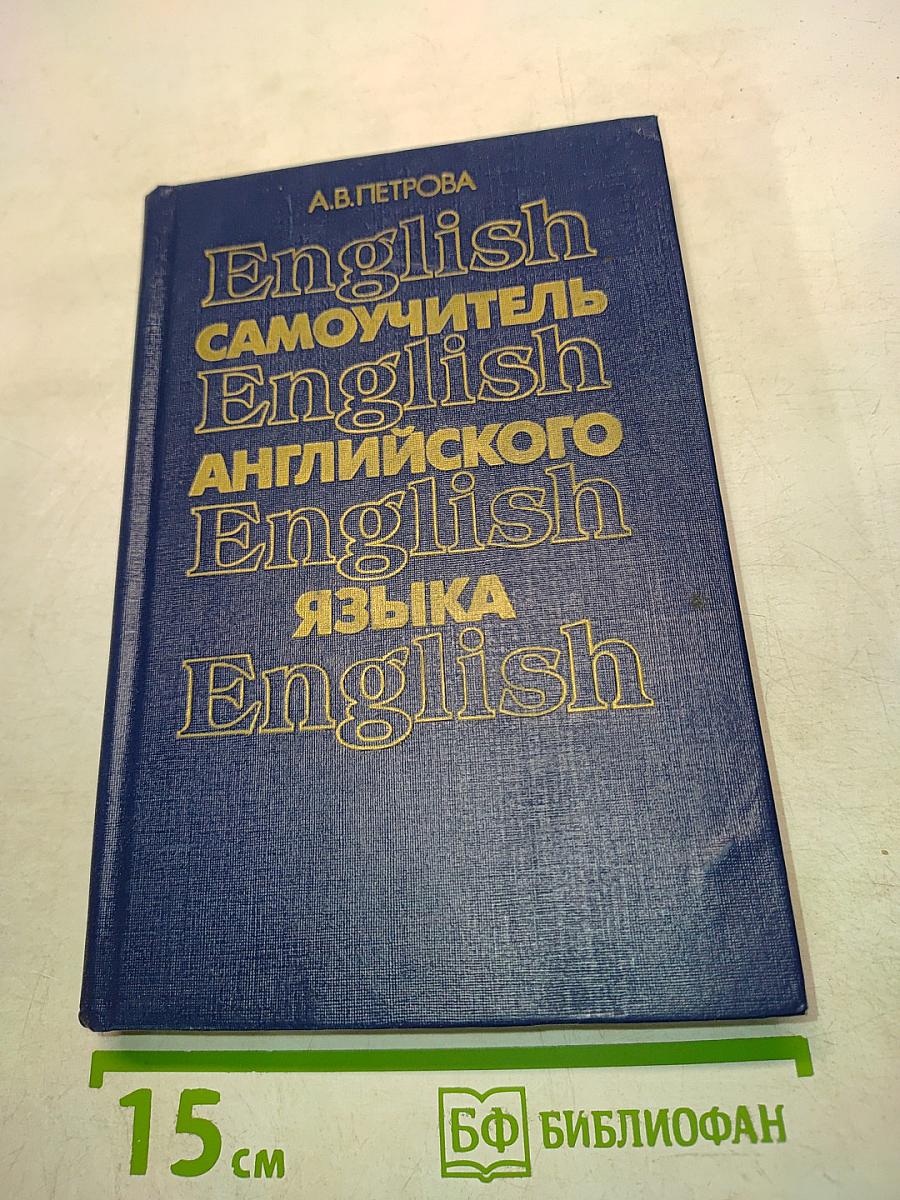 А.В.ПЕТРОВА
English
САМОУЧИТЕЛЬ
English
АНГЛИЙСКОГО
English
ЯЗЫКА
English
15 см
БФ БИБЛИОФАН